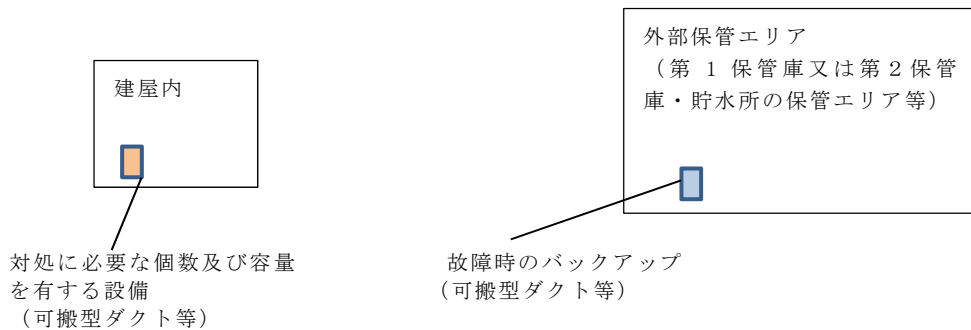 建屋内
外部保管エリア
（第 1 保管庫又は第 2 保管
庫・貯水所の保管エリア等）
対処に必要な個数及び容量
を有する設備
（可搬型ダクト等）
故障時のバックアップ
（可搬型ダクト等）